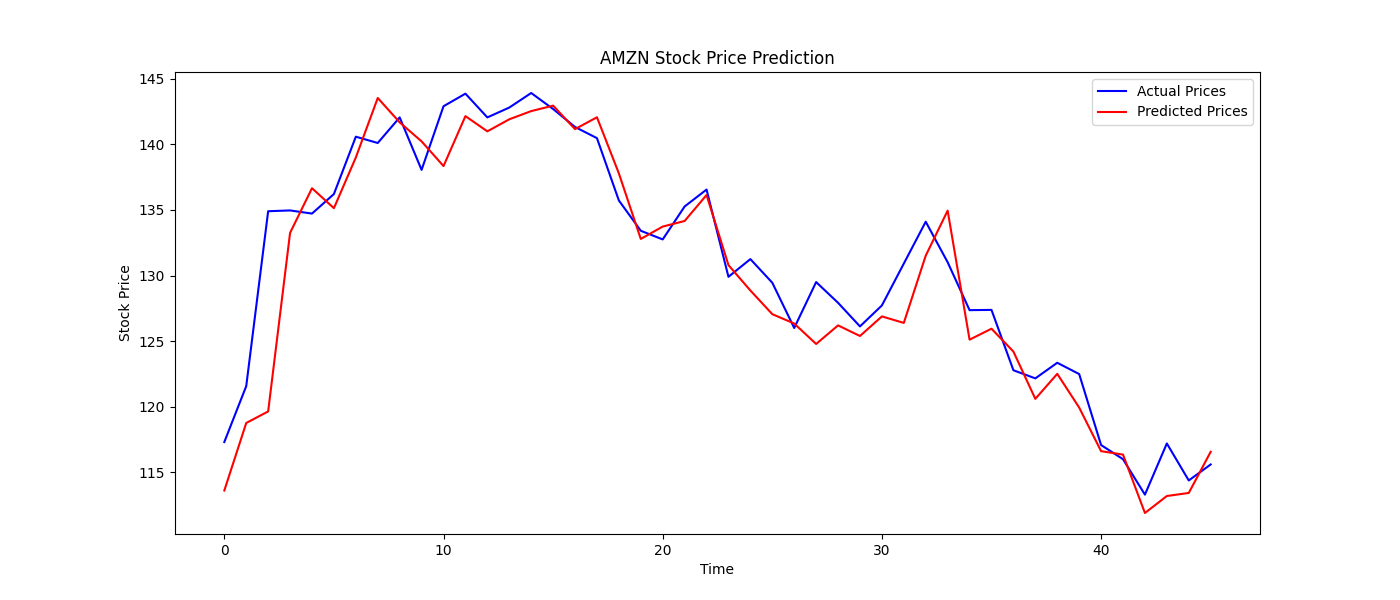 AMZN Stock Price Prediction
Actual Prices
Predicted Prices
Stock Price
145
140
135
130
125
120
115
0 10 20 30 40
Time